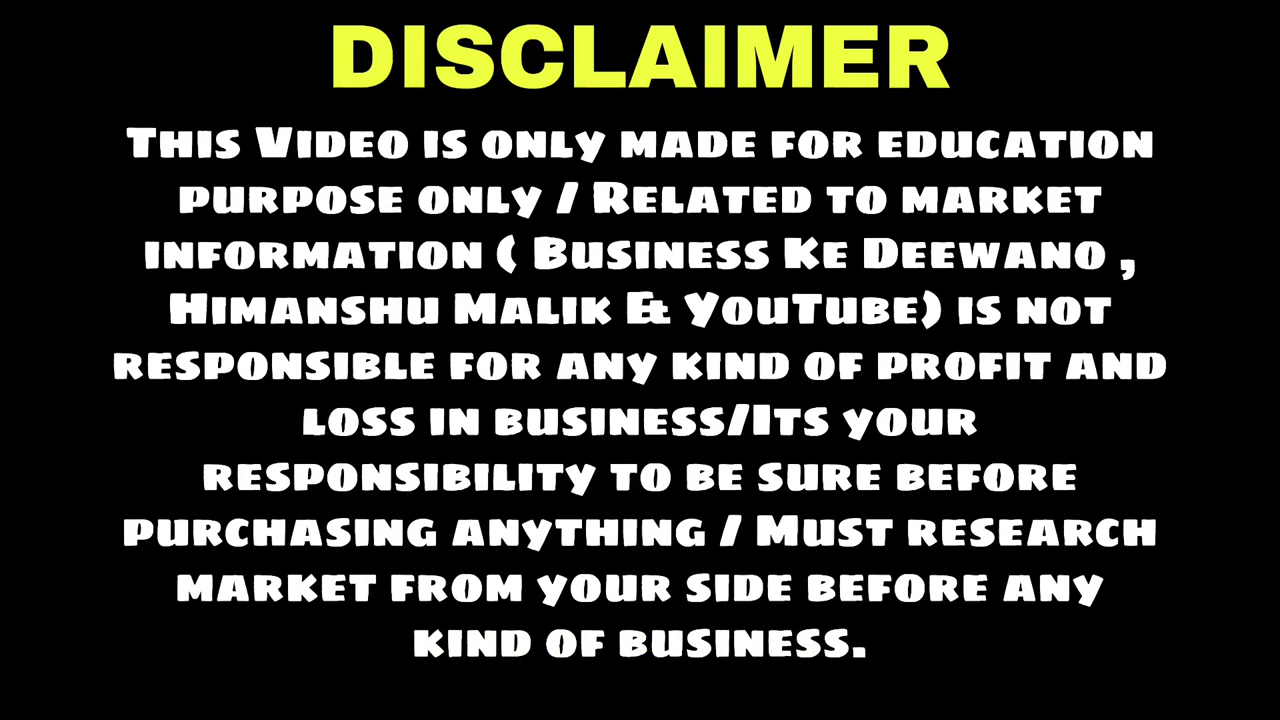 DISCLAIMER
This Video is only made for education
purpose only / Related to market
information ( Business Ke Deewano ,
Himanshu Malik & YouTube) is not
responsible for any kind of profit and
loss in business/Its your
responsibility to be sure before
purchasing anything / Must research
market from your side before any
kind of business.